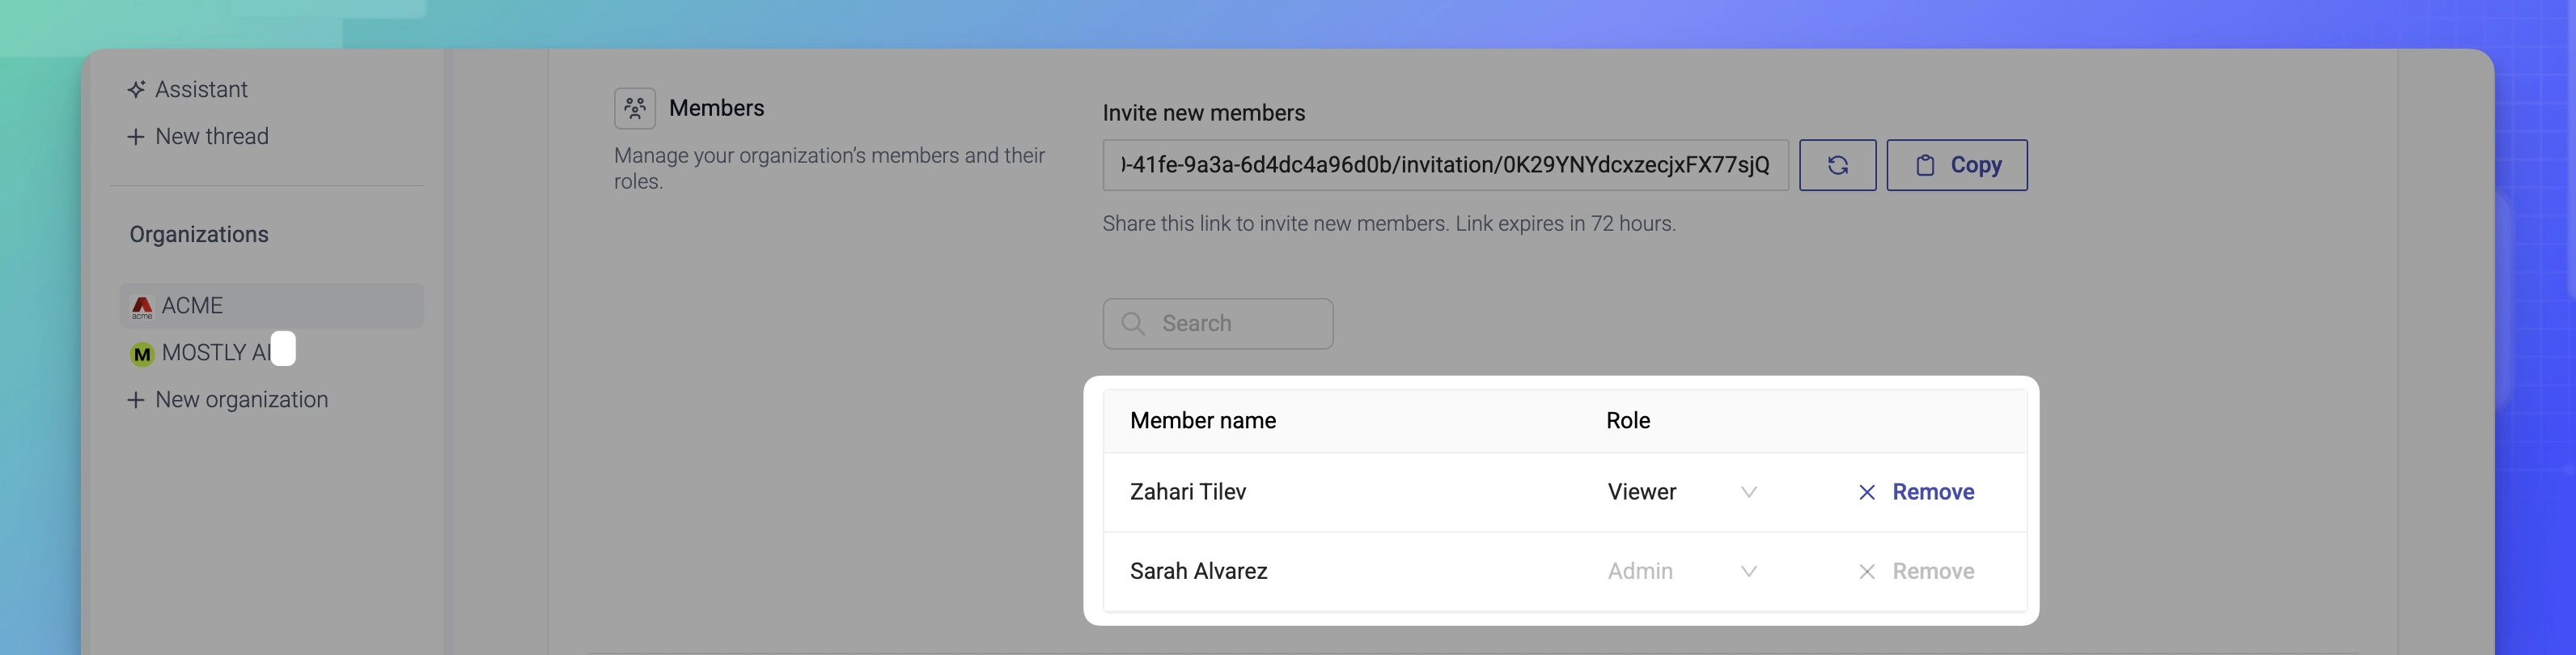 Assistant
New thread
Organizations
acme ACME
M MOSTLY AI
New organization
Members
Manage your organization’s members and their
roles.
Invite new members
)-41fe-9a3a-6d4dc4a96d0b/invitation/0K29YNYdcxzecjxFX77sjQ
Copy
Share this link to invite new members. Link expires in 72 hours.
Search
Member name Role
Zahari Tilev Viewer Remove
Sarah Alvarez Admin Remove